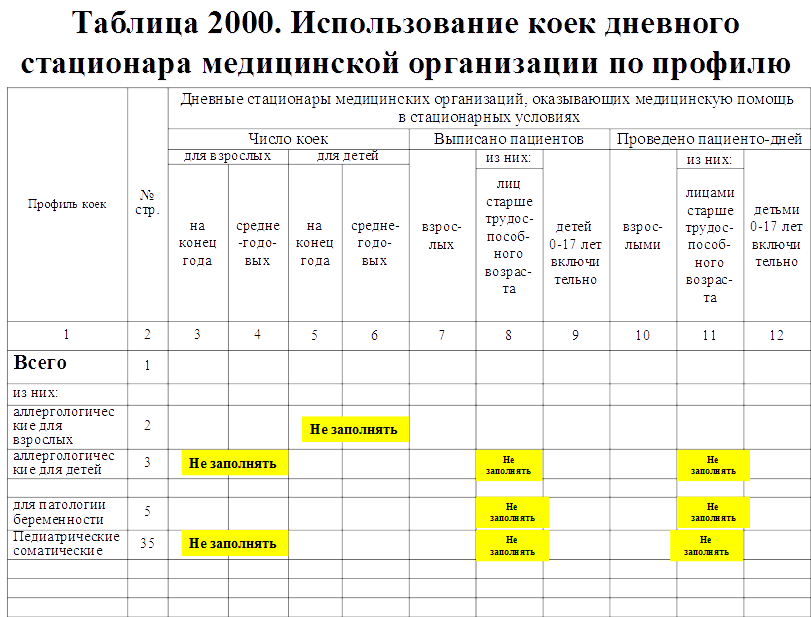 Таблица 2000. Использование коек дневного
стационара медицинской организации по профилю
Профиль коек
№
стр.
Дневные стационары медицинских организаций, оказывающих медицинскую помощь
в стационарных условиях
Число коек
Выписано пациентов
Проведено пациенто-дней
для взрослых
для детей
на
конец
года
средне
-годо-
вых
на
конец
года
средне-
годо-
вых
взрос-
лых
из них:
лиц
старше
трудос-
пособ-
ного
возрас-
та
детей
0-17 лет
включи
тельно
взрос-
лыми
из них:
лицами
старше
трудос-
пособ-
ного
возрас-
та
детьми
0-17 лет
включи
тельно
1 2 3 4 5 6 7 8 9 10 11 12
Всего 1
из них:
аллергологичес
кие для
взрослых
2
Не заполнять
аллергологичес
кие для детей
3
Не заполнять
Не
заполнять
Не
заполнять
для патологии
беременности
5
Не
заполнять
Не
заполнять
Педиатрические
соматические
35
Не заполнять
Не
заполнять
Не
заполнять